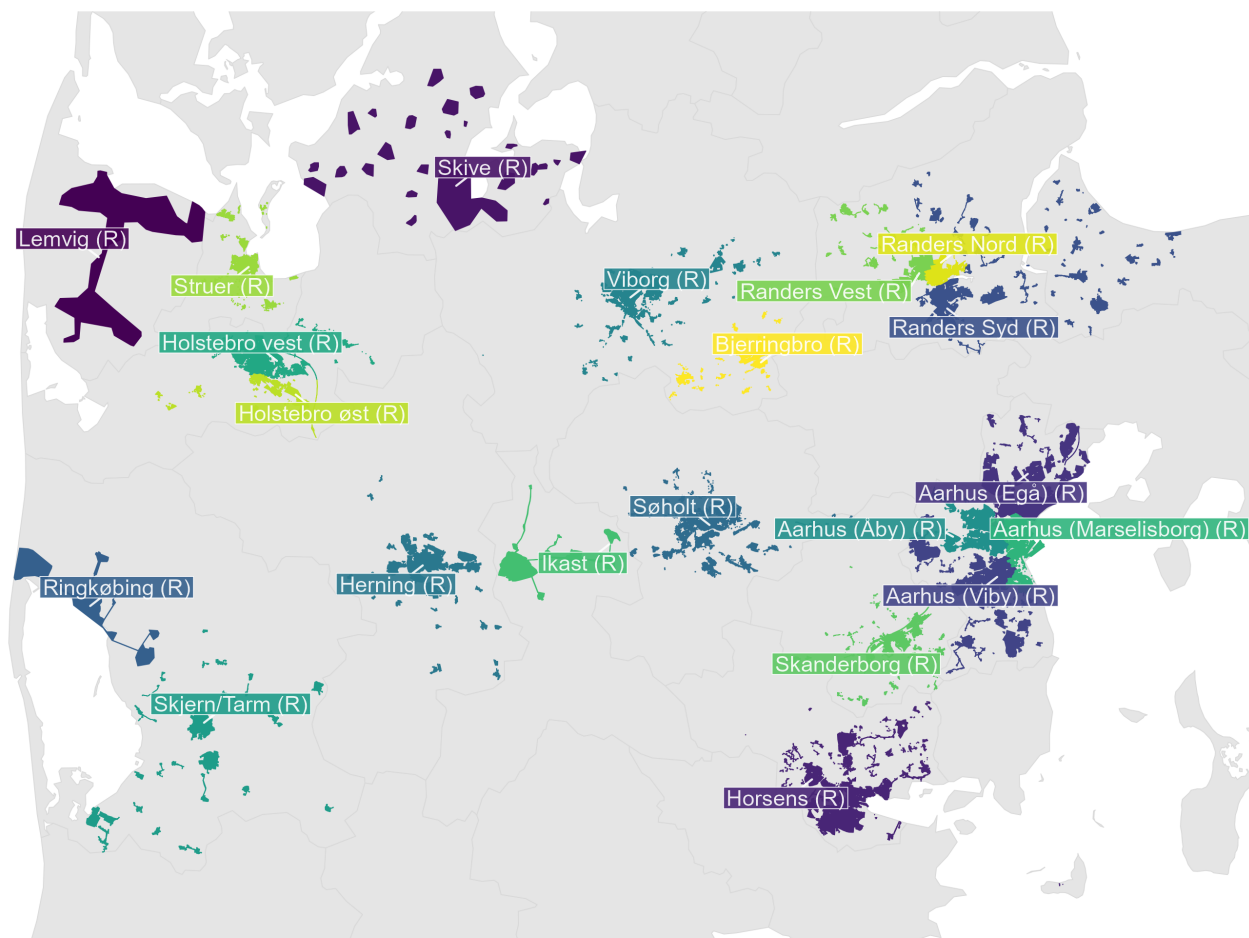 Skive (R)
Lemvig (R)
Randers Nord (R)
Struer (R)
Viborg (R)
Randers Vest (R)
Randers Syd (R)
Holstebro vest (R)
Bjerringbro (R)
Holstebro øst (R)
Aarhus (Egå) (R)
Søholt (R)
Aarhus (Åby) (R)
Aarhus (Marselisborg) (R)
Ikast (R)
Herning (R)
Ringkøbing (R)
Aarhus (Viby) (R)
Skanderborg (R)
Skjern/Tarm (R)
Horsens (R)